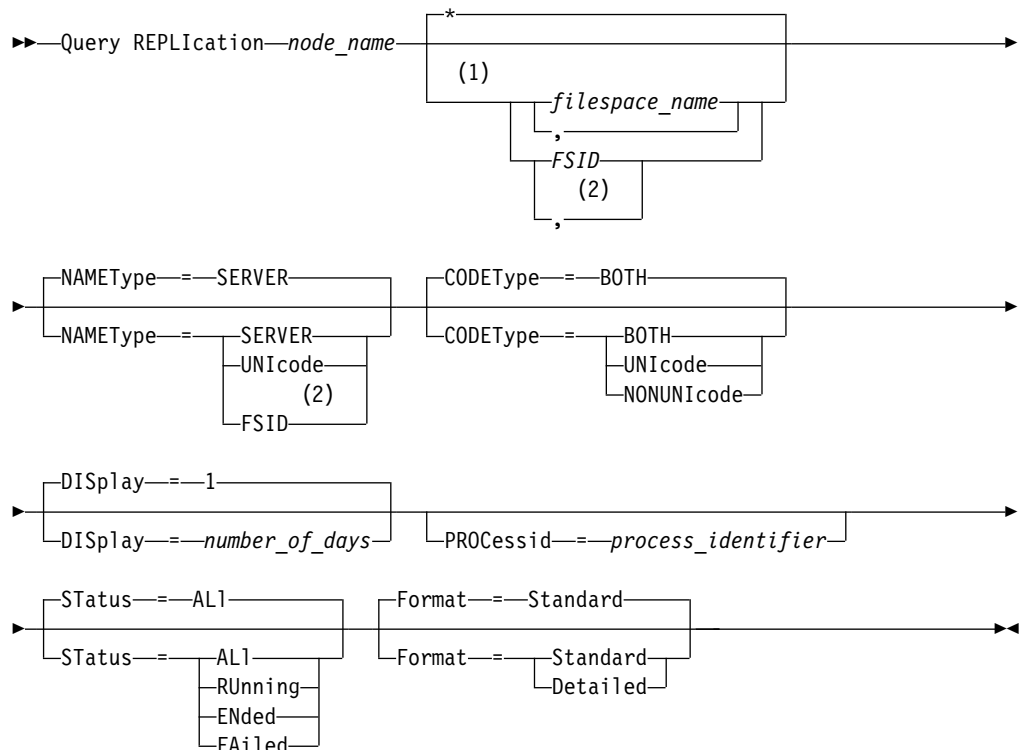 *
Query REPLIcation node_name
(1)
filespace_name
,
FSID
(2)
,
NAMEType = SERVER CODEType = BOTH
NAMEType = SERVER CODEType = BOTH
UNIcode UNIcode
(2) NONUNIcode
FSID
DISplay = 1
DISplay = number_of_days PROCessid = process_identifier
STatus = ALl Format = Standard
STatus = ALl Format = Standard
RUnning Detailed
ENded
FAiled